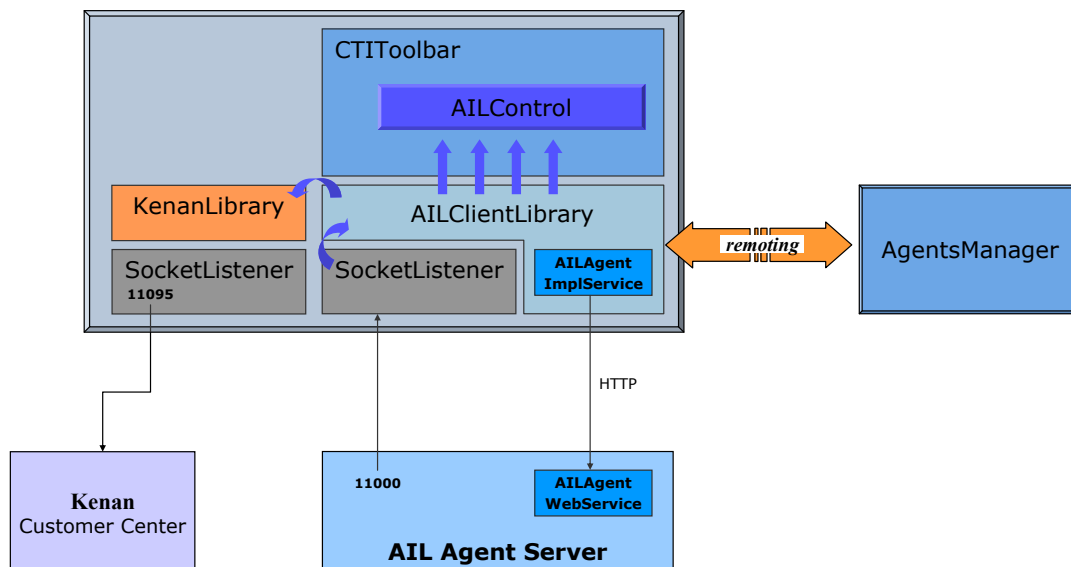 CTIToolbar
AILControl
KenanLibrary
AILClientLibrary
remoting
AgentsManager
SocketListener
11095
SocketListener
AILAgent
ImplService
HTTP
Kenan
Customer Center
11000
AILAgent
WebService
AIL Agent Server